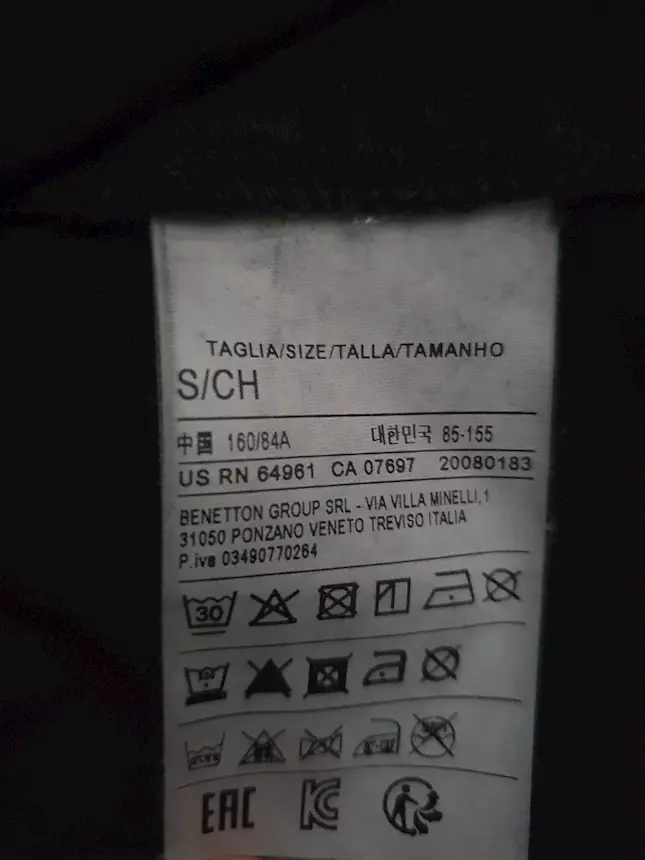 TAGLIA/SIZE/TALLA/TAMANHO
S/CH
中国 160/84A 대한민국 85-155
US RN 64961 CA 07697 20080183
BENETTON GROUP SRL - VIA VILLA MINELLI,1
31050 PONZANO VENETO TREVISO ITALIA
P.iva 03490770264
30
EAC